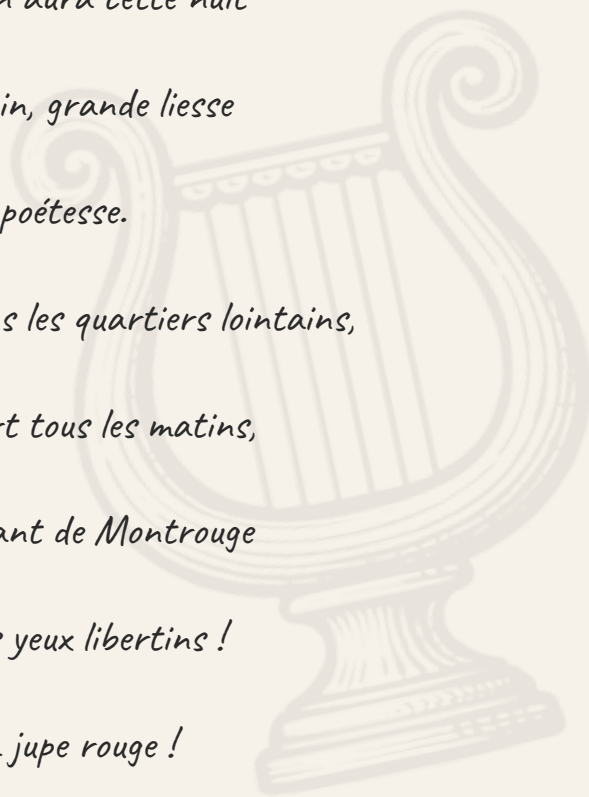 aura cette nuit
in, grande liesse
poétesse.
s les quartiers lointains,
rt tous les matins,
ant de Montrouge
yeux libertins !
jupe rouge !